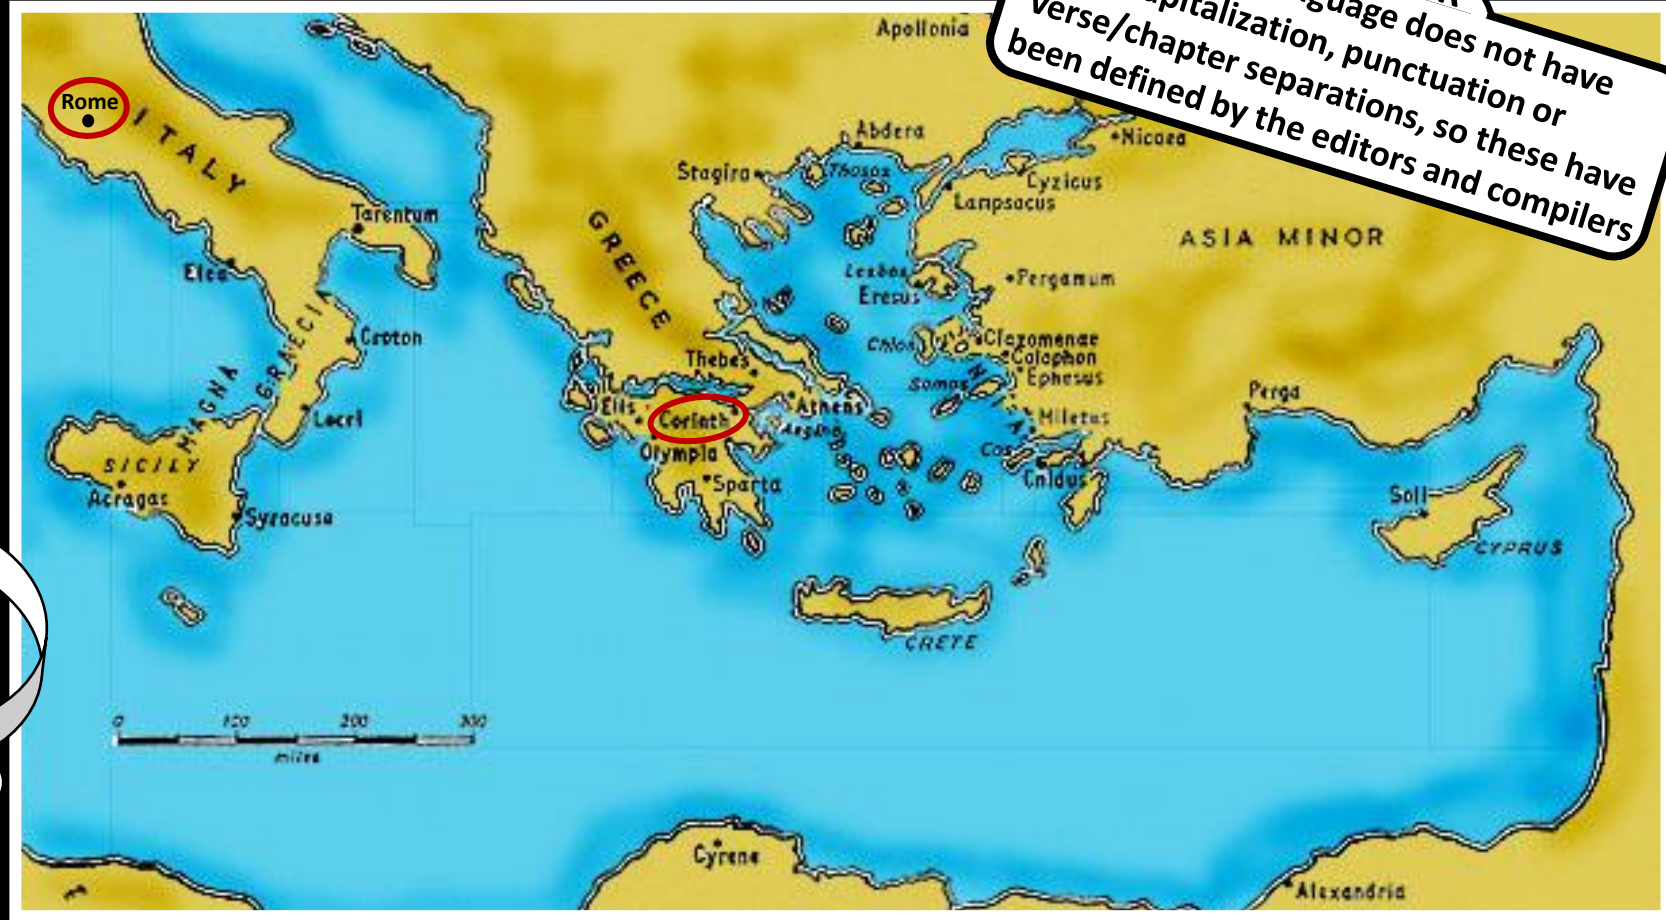 Apollonia
nguage does not have
pitalization, punctuation or
verse/chapter separations, so these have
been defined by the editors and compilers
Rome
ITALY
Abdera
Nicaea
Stagira
Thasos
Cyzicus
Lampsacus
Tarentum
GREECE
ASIA MINOR
Elea
Lesbos
Eresus
Pergamum
MAGNA GRAECIA
Croton
Chios
Clazomenae
Colophon
Thebes
Ephesus
Samos
Perga
Elis
Corinth
Athens
Miletus
Locri
Aegina
Olympia
Cos
SICILY
Cnidus
Sparta
Acragas
Soli
Syracuse
CYPRUS
CRETE
0 100 200 300
miles
Cyrene
Alexandria